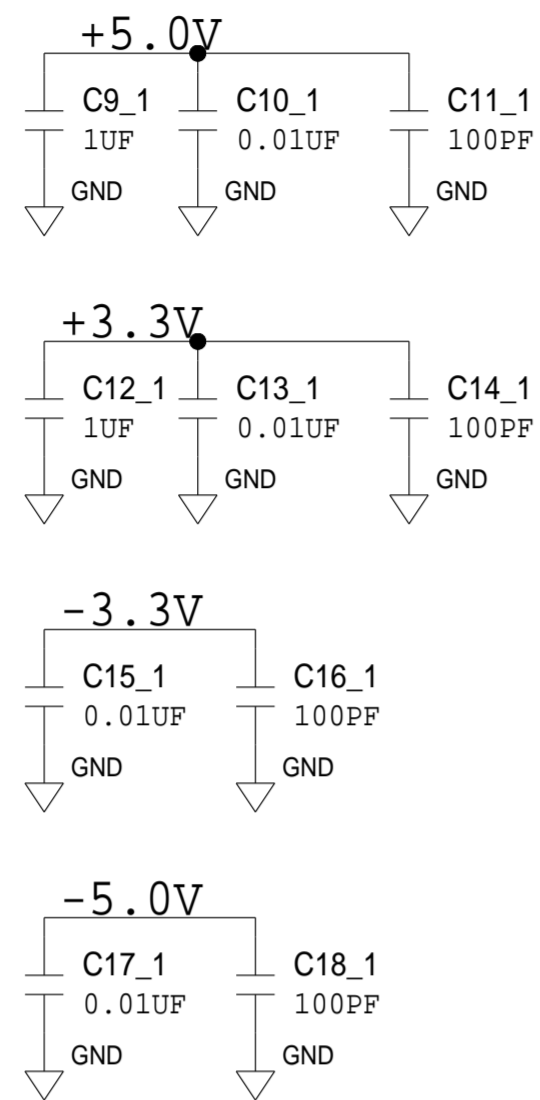 +5.0V
C9_1 C10_1 C11_1
1UF 0.01UF 100PF
GND GND GND
+3.3V
C12_1 C13_1 C14_1
1UF 0.01UF 100PF
GND GND GND
-3.3V
C15_1 C16_1
0.01UF 100PF
GND GND
-5.0V
C17_1 C18_1
0.01UF 100PF
GND GND